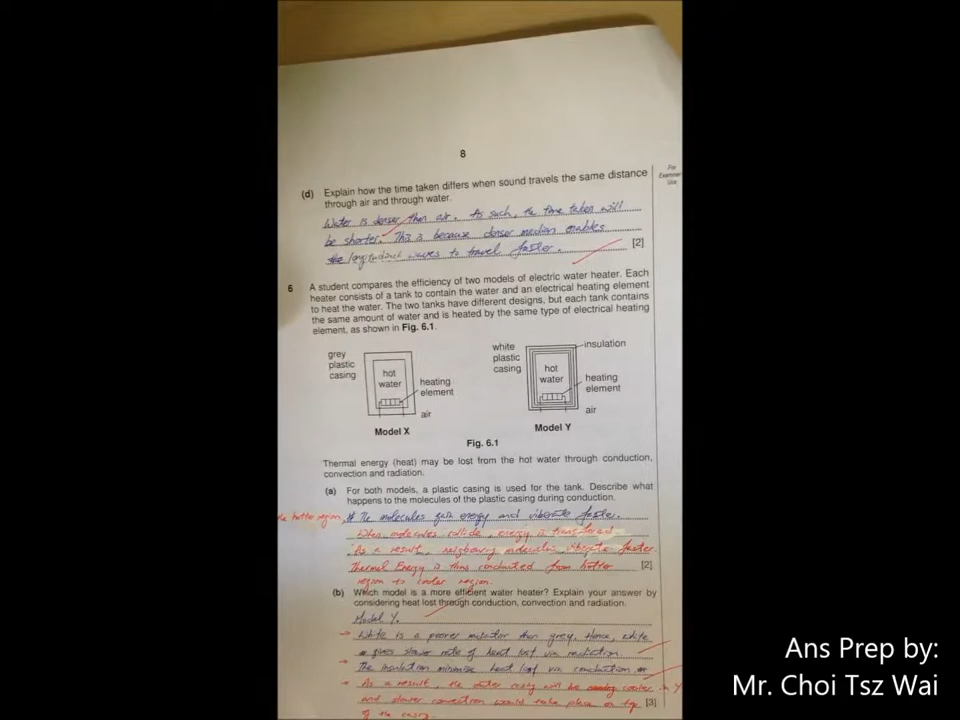 8
For
Examiner's
Use
(d) Explain how the time taken differs when sound travels the same distance
through air and through water.
Water is denser than air. As such, the time taken will
be shorter. This is because denser medium enables
longitudinal waves to travel faster.
[2]
6 A student compares the efficiency of two models of electric water heater. Each
heater consists of a tank to contain the water and an electrical heating element
to heat the water. The two tanks have different designs, but each tank contains
the same amount of water and is heated by the same type of electrical heating
element, as shown in Fig. 6.1.
grey
plastic
casing
hot
water
heating
element
air
Model X
white
plastic
casing
insulation
hot
water
heating
element
air
Model Y
Fig. 6.1
Thermal energy (heat) may be lost from the hot water through conduction,
convection and radiation.
(a) For both models, a plastic casing is used for the tank. Describe what
happens to the molecules of the plastic casing during conduction.
hotter region, the molecules gain energy and vibrate faster.
When molecules collide, energy is transferred.
As a result, neighbouring molecules vibrate faster.
Thermal Energy is thus conducted from hotter [2]
region to cooler region.
(b) Which model is a more efficient water heater? Explain your answer by
considering heat lost through conduction, convection and radiation.
Model Y.
White is a poorer radiator than grey. Hence, white
gives slower rate of heat lost via radiation.
The insulation minimise heat lost via conduction
As a result, the outer casing will be cooler in Y
and slower convection would take place on top [3]
of the casing.
Ans Prep by:
Mr. Choi Tsz Wai